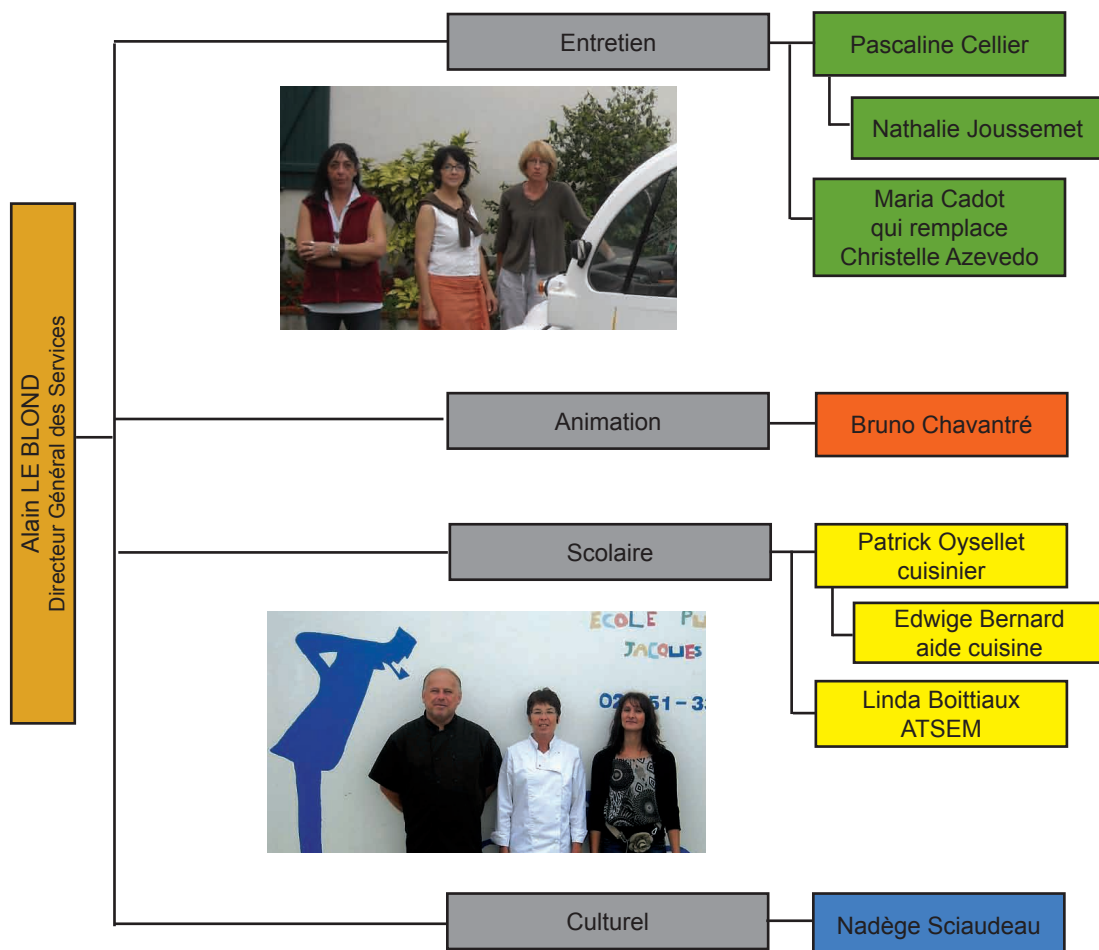 Entretien
Pascaline Cellier
Nathalie Joussemet
Maria Cadot
qui remplace
Christelle Azevedo
Alain LE BLOND
Directeur Général des Services
Animation
Bruno Chavantré
Scolaire
Patrick Oysellet
cuisinier
Edwige Bernard
aide cuisine
Linda Boittiaux
ATSEM
ECOLE PU
JACQUES
Culturel
Nadège Sciaudeau